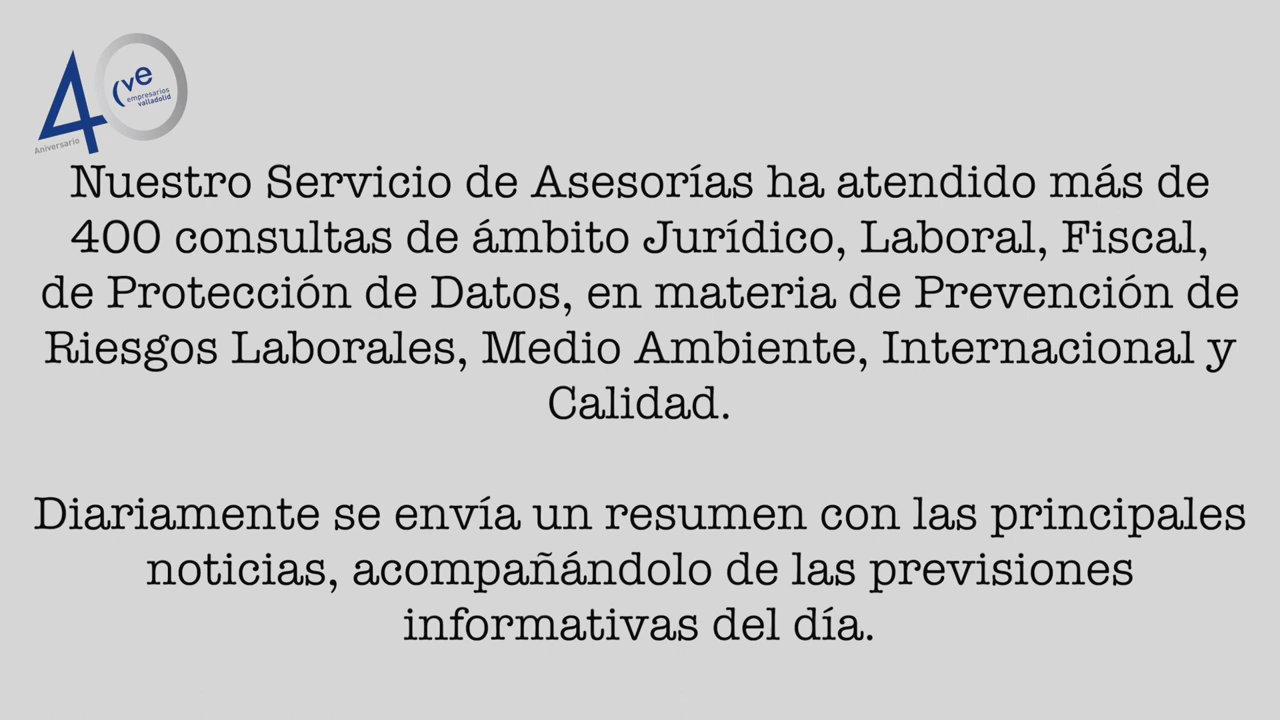 40
cve
empresarios
valladolid
Aniversario
Nuestro Servicio de Asesorías ha atendido más de
400 consultas de ámbito Jurídico, Laboral, Fiscal,
de Protección de Datos, en materia de Prevención de
Riesgos Laborales, Medio Ambiente, Internacional y
Calidad.
Diariamente se envía un resumen con las principales
noticias, acompañándolo de las previsiones
informativas del día.